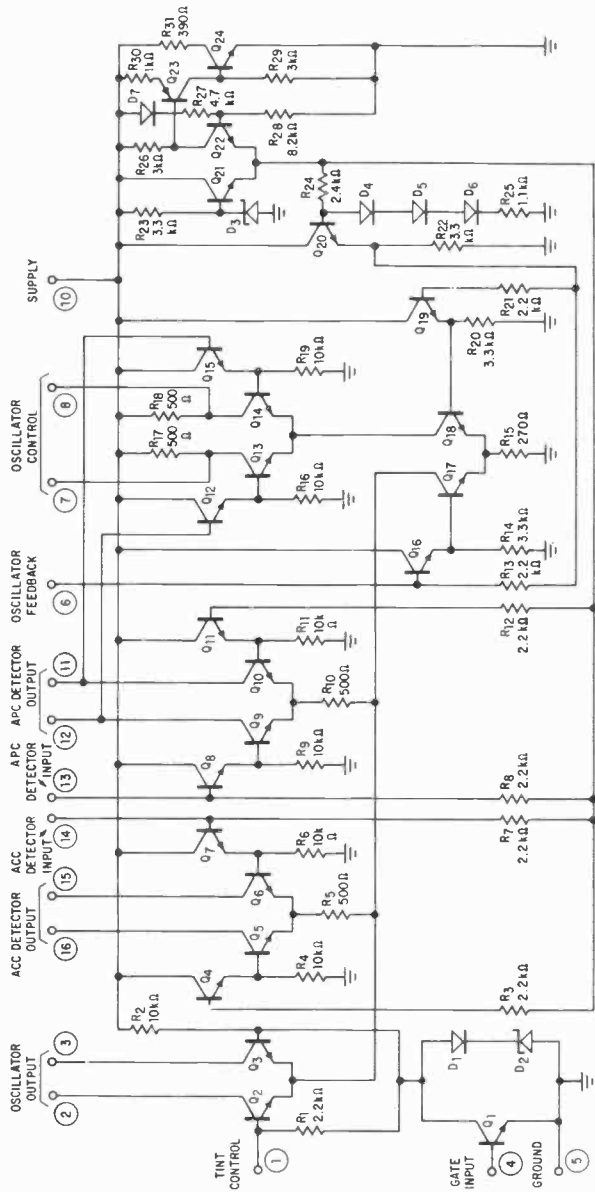 OSCILLATOR
OUTPUT
2
3
ACC DETECTOR
OUTPUT
16
15
ACC
DETECTOR
INPUT
14
APC
DETECTOR
INPUT
13
APC DETECTOR
OUTPUT
12
11
OSCILLATOR
FEEDBACK
6
OSCILLATOR
CONTROL
7
8
SUPPLY
10
R2
10kΩ
Q2
Q3
R1
2.2kΩ
TINT
CONTROL
1
Q4
Q5
Q6
Q7
R4
10kΩ
R5
500Ω
R6
10k
Ω
R3
2.2kΩ
R7
2.2kΩ
Q8
Q9
Q10
Q11
R9
10kΩ
R10
500Ω
R11
10k
Ω
R8
2.2kΩ
R12
2.2kΩ
Q12
R17
500
Ω
R18
500
Ω
Q13
Q14
Q15
R16
10kΩ
R19
10kΩ
Q16
Q17
Q18
Q19
R13
2.2
kΩ
R14
3.3kΩ
R15
270Ω
R20
3.3kΩ
R21
2.2
kΩ
R23
3.3
kΩ
D3
Q21
Q22
R26
3kΩ
D7
R27
4.7
kΩ
R30
1kΩ
Q23
R31
390Ω
Q24
R28
8.2kΩ
R29
3kΩ
R24
2.4kΩ
Q20
D4
D5
D6
R22
3.3
kΩ
R25
1.1kΩ
GATE
INPUT
4
Q1
D1
D2
GROUND
5